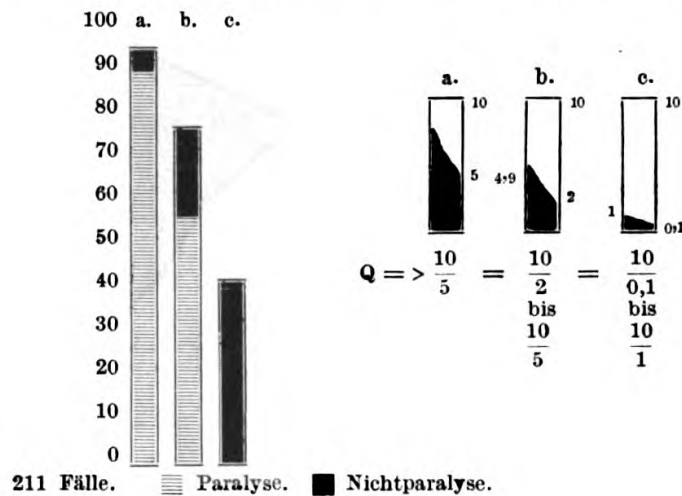 100 a. b. c.
90
80
70
60
50
40
30
20
10
0
a. b. c.
10 10 10
5 4,9 2 1 0,1
Q = > 10/5 = 10/2 = 10/0,1
bis bis
10/5 10/1
211 Fälle. Paralyse. Nichtparalyse.